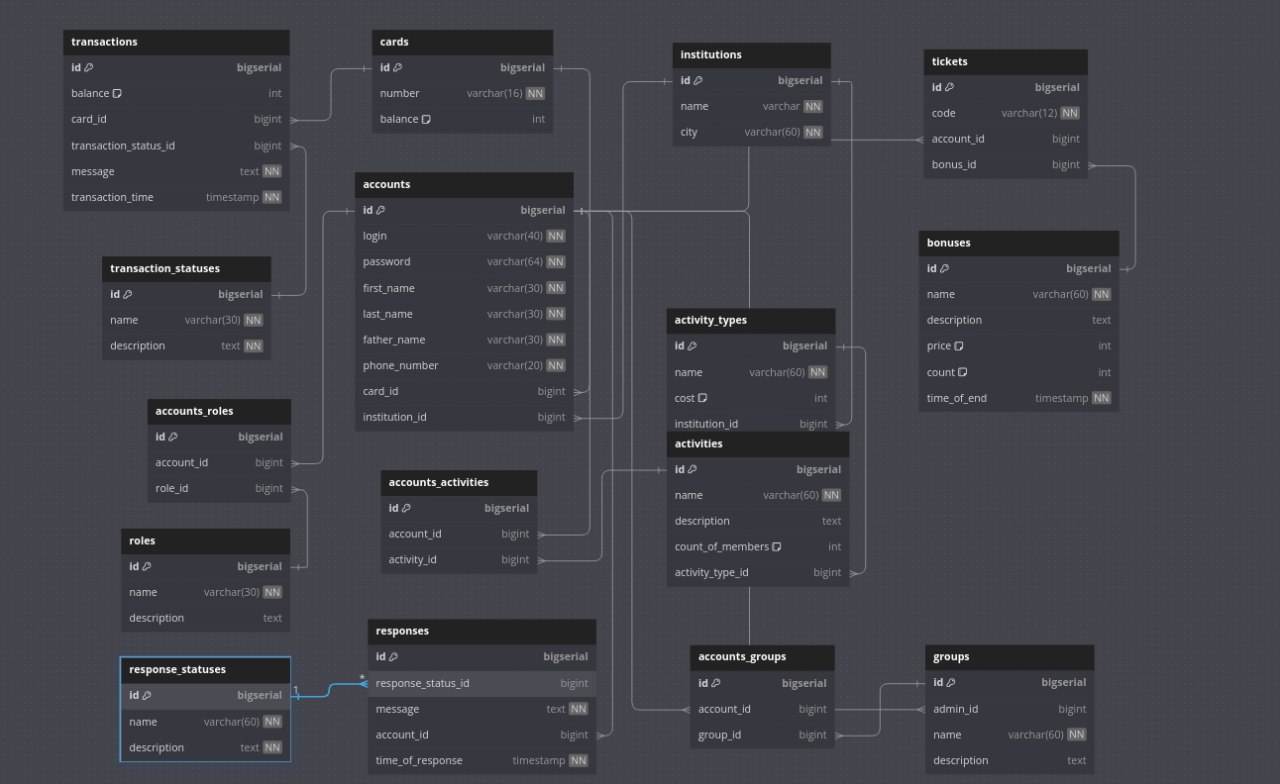 transactions
id bigserial
balance int
card_id bigint
transaction_status_id bigint
message text NN
transaction_time timestamp NN
cards
id bigserial
number varchar(16) NN
balance int
institutions
id bigserial
name varchar NN
city varchar(60) NN
tickets
id bigserial
code varchar(12) NN
account_id bigint
bonus_id bigint
accounts
id bigserial
login varchar(40) NN
password varchar(64) NN
first_name varchar(30) NN
last_name varchar(30) NN
father_name varchar(30) NN
phone_number varchar(20) NN
card_id bigint
institution_id bigint
transaction_statuses
id bigserial
name varchar(30) NN
description text NN
bonuses
id bigserial
name varchar(60) NN
description text
price int
count int
time_of_end timestamp NN
activity_types
id bigserial
name varchar(60) NN
cost int
institution_id bigint
activities
id bigserial
name varchar(60) NN
description text
count_of_members int
activity_type_id bigint
accounts_roles
id bigserial
account_id bigint
role_id bigint
accounts_activities
id bigserial
account_id bigint
activity_id bigint
roles
id bigserial
name varchar(30) NN
description text
response_statuses
id bigserial
name varchar(60) NN
description text NN
1
*
responses
id bigserial
response_status_id bigint
message text NN
account_id bigint
time_of_response timestamp NN
accounts_groups
id bigserial
account_id bigint
group_id bigint
groups
id bigserial
admin_id bigint
name varchar(60) NN
description text